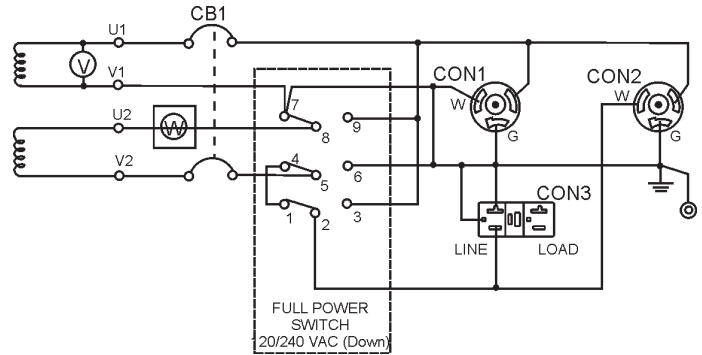 U1
CB1
V
V1
CON1
CON2
W
W
G
G
U2
W
7
8
9
V2
4
5
6
1
2
3
CON3
LINE
LOAD
FULL POWER
SWITCH
120/240 VAC (Down)